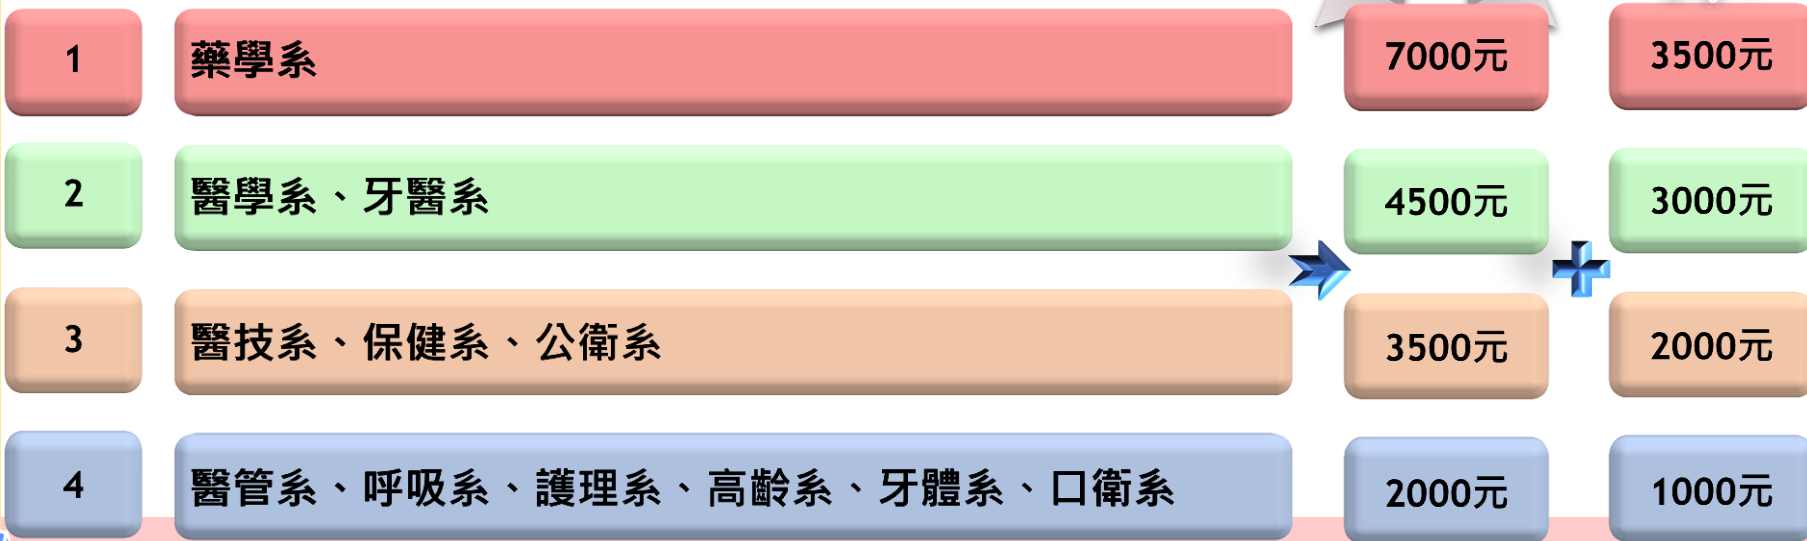 1 藥學系 7000元 3500元
2 醫學系、牙醫系 4500元 3000元
3 醫技系、保健系、公衛系 3500元 2000元
4 醫管系、呼吸系、護理系、高齡系、牙體系、口衛系 2000元 1000元